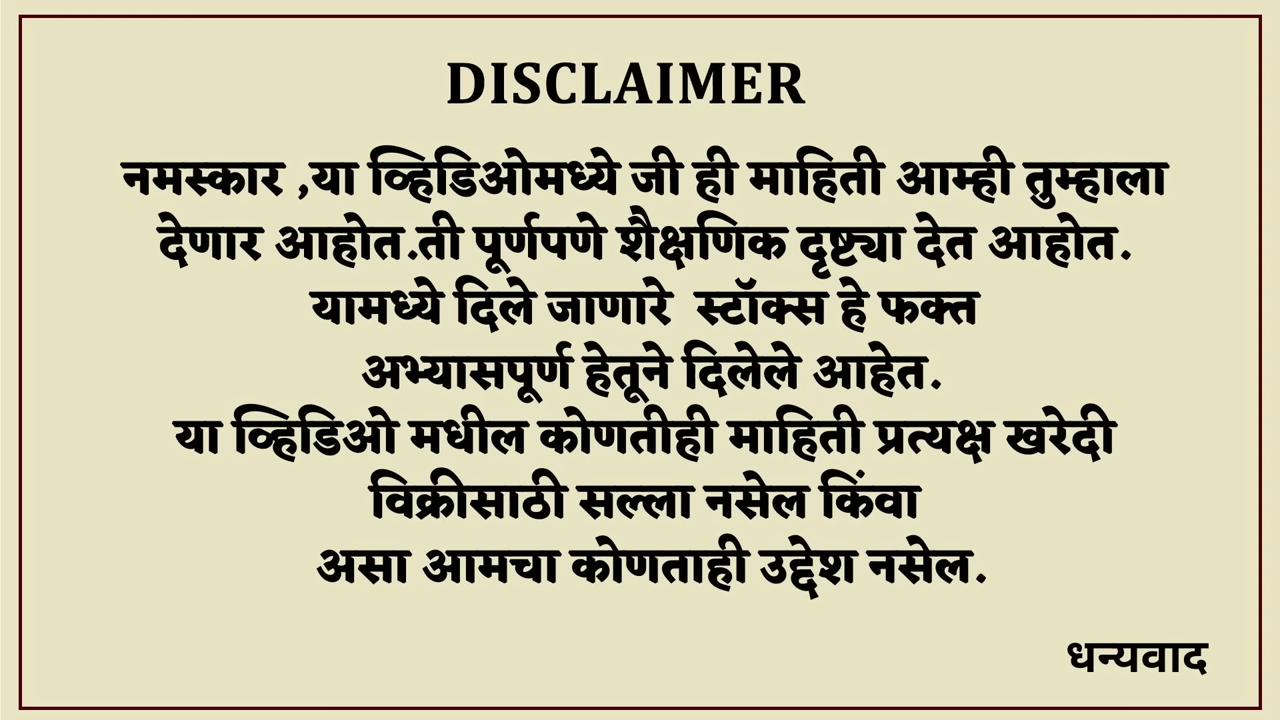 DISCLAIMER
नमस्कार ,या व्हिडिओमध्ये जी ही माहिती आम्ही तुम्हाला
देणार आहोत.ती पूर्णपणे शैक्षणिक दृष्ट्या देत आहोत.
यामध्ये दिले जाणारे स्टॉक्स हे फक्त
अभ्यासपूर्ण हेतूने दिलेले आहेत.
या व्हिडिओ मधील कोणतीही माहिती प्रत्यक्ष खरेदी
विक्रीसाठी सल्ला नसेल किंवा
असा आमचा कोणताही उद्देश नसेल.
धन्यवाद